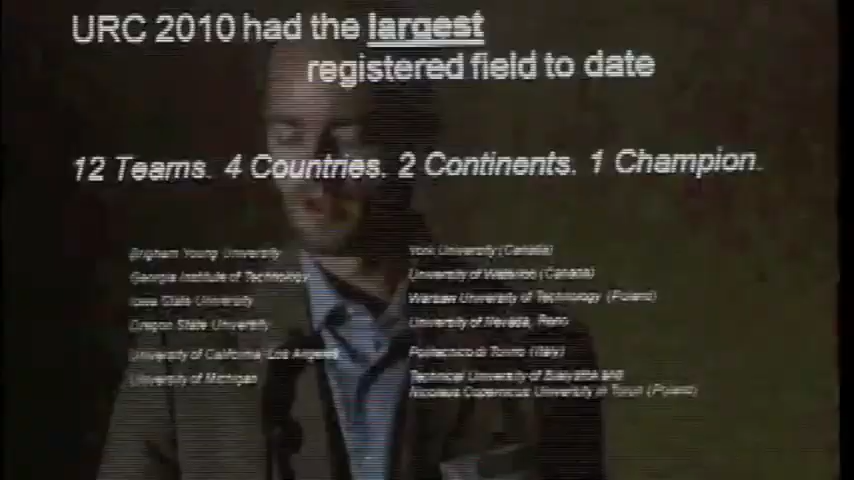 URC 2010 had the largest
registered field to date
12 Teams. 4 Countries. 2 Continents. 1 Champion.
Brigham Young University
Georgia Institute of Technology
Iowa State University
Oregon State University
University of California, Los Angeles
University of Michigan
York University (Canada)
University of Waterloo (Canada)
Warsaw University of Technology (Poland)
University of Nevada, Reno
Politecnico di Torino (Italy)
Technical University of Bialystok and
Nicolaus Copernicus University in Torun (Poland)